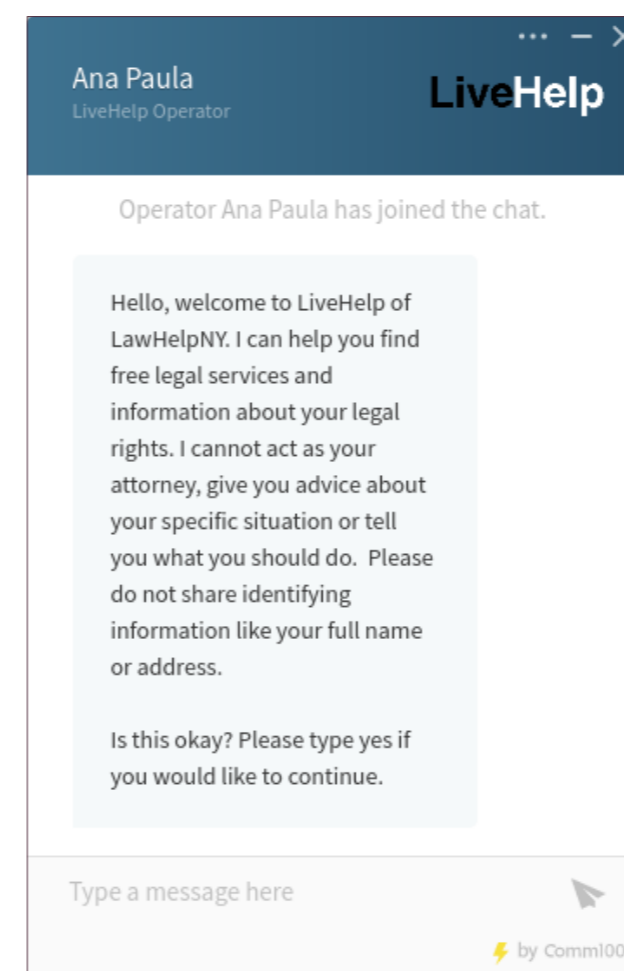 Ana Paula
LiveHelp
LiveHelp Operator
Operator Ana Paula has joined the chat.
Hello, welcome to LiveHelp of
LawHelpNY. I can help you find
free legal services and
information about your legal
rights. I cannot act as your
attorney, give you advice about
your specific situation or tell
you what you should do.  Please
do not share identifying
information like your full name
or address.
Is this okay? Please type yes if
you would like to continue.
Type a message here
by Comm100